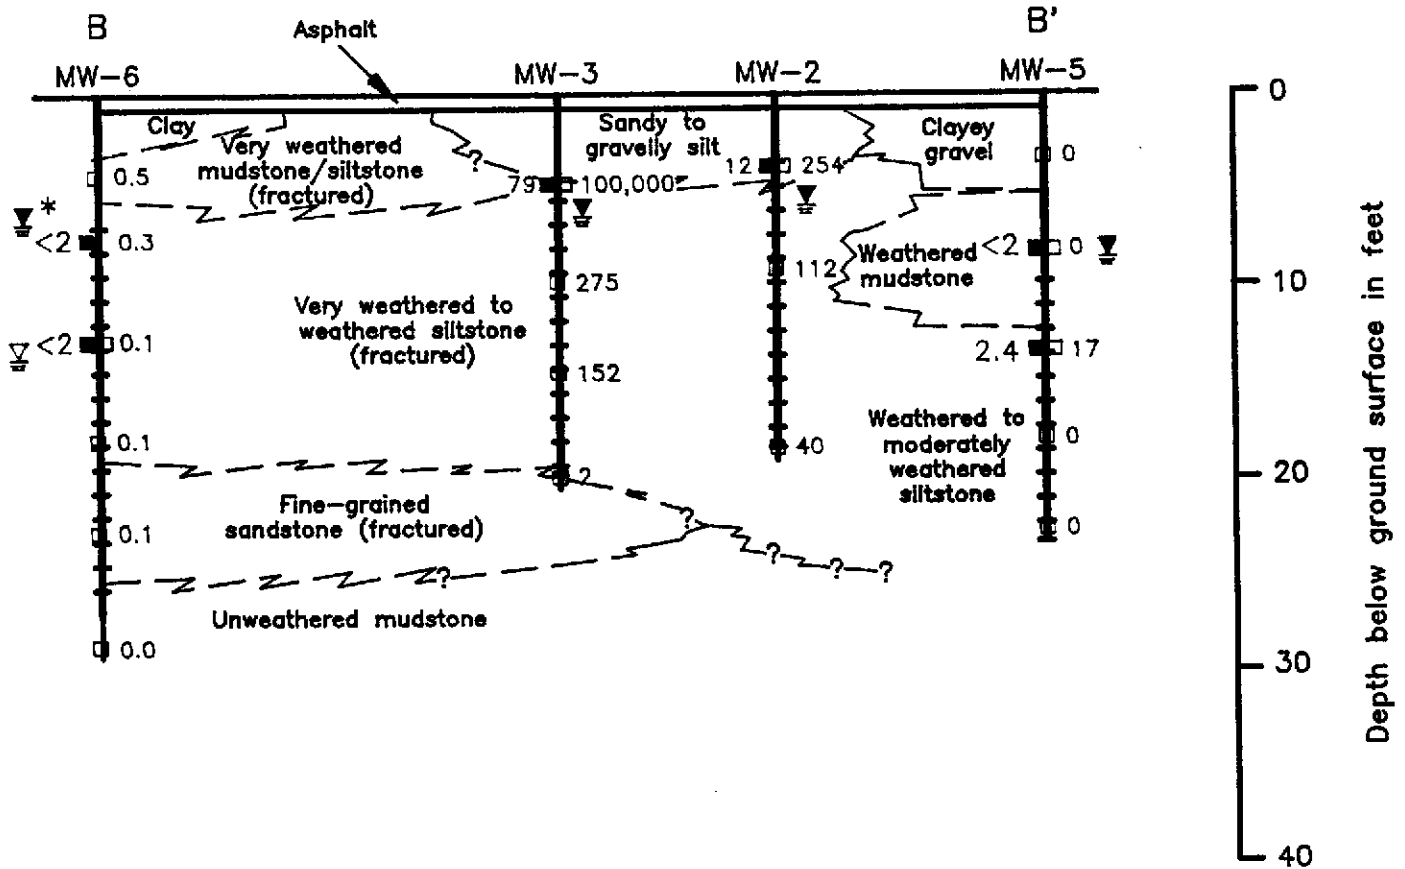 B
Asphalt
B'
MW-6
MW-3
MW-2
MW-5
0
Clay
Very weathered
mudstone/siltstone
(fractured)
?
Sandy to
gravelly silt
Clayey
gravel
0
0.5
79
100,000
12
254
*
<2
0.3
Weathered
mudstone
<2
0
112
10
275
Very weathered to
weathered siltstone
(fractured)
<2
0.1
2.4
17
152
Weathered to
moderately
weathered
siltstone
0
0.1
40
20
2
Fine-grained
sandstone (fractured)
?
0.1
0
?
?
?
?
Unweathered mudstone
0.0
30
40
Depth below ground surface in feet